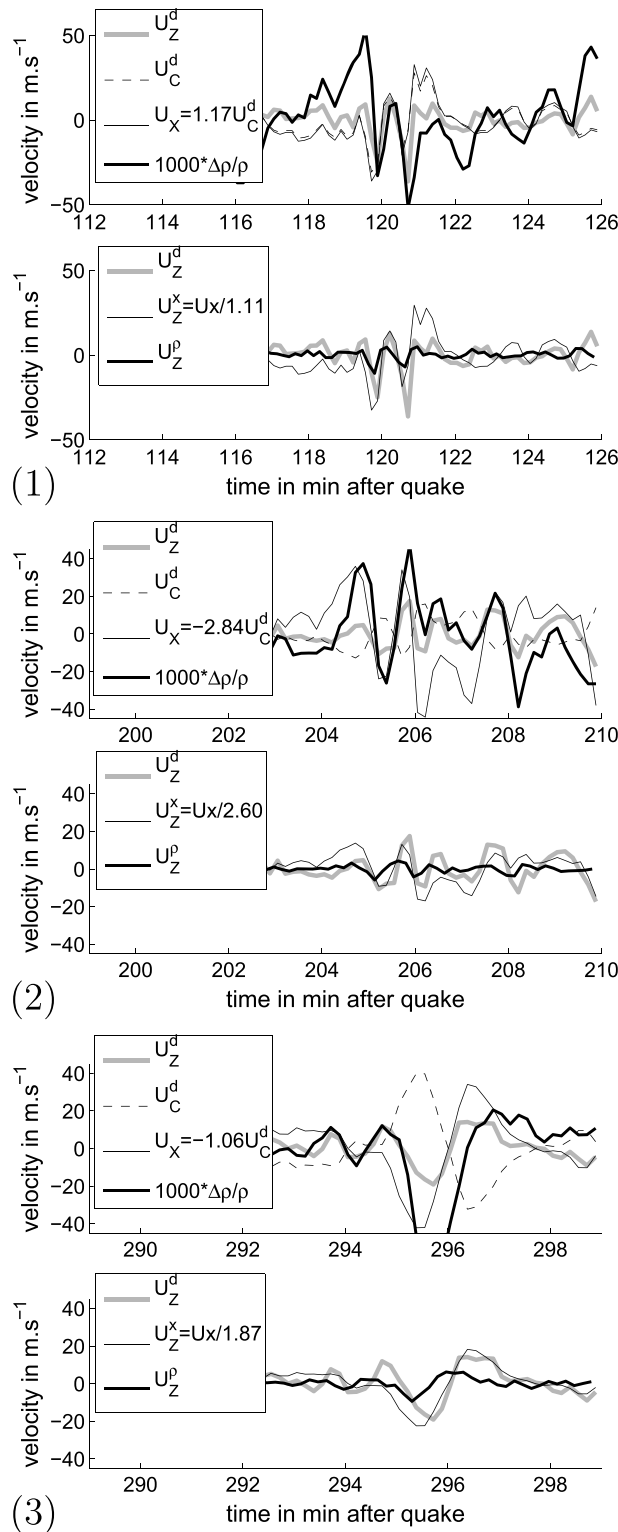 50
0
−50
velocity in m.s⁻¹
U_Z^d
U_C^d
U_X=1.17U_C^d
1000*Δρ/ρ
112 114 116 118 120 122 124 126
50
0
−50
velocity in m.s⁻¹
U_Z^d
U_Z^x=Ux/1.11
U_Z^ρ
112 114 116 118 120 122 124 126
time in min after quake
(1)
40
20
0
−20
−40
velocity in m.s⁻¹
U_Z^d
U_C^d
U_X=−2.84U_C^d
1000*Δρ/ρ
200 202 204 206 208 210
40
20
0
−20
−40
velocity in m.s⁻¹
U_Z^d
U_Z^x=Ux/2.60
U_Z^ρ
200 202 204 206 208 210
time in min after quake
(2)
40
20
0
−20
−40
velocity in m.s⁻¹
U_Z^d
U_C^d
U_X=−1.06U_C^d
1000*Δρ/ρ
290 292 294 296 298
40
20
0
−20
−40
velocity in m.s⁻¹
U_Z^d
U_Z^x=Ux/1.87
U_Z^ρ
290 292 294 296 298
time in min after quake
(3)